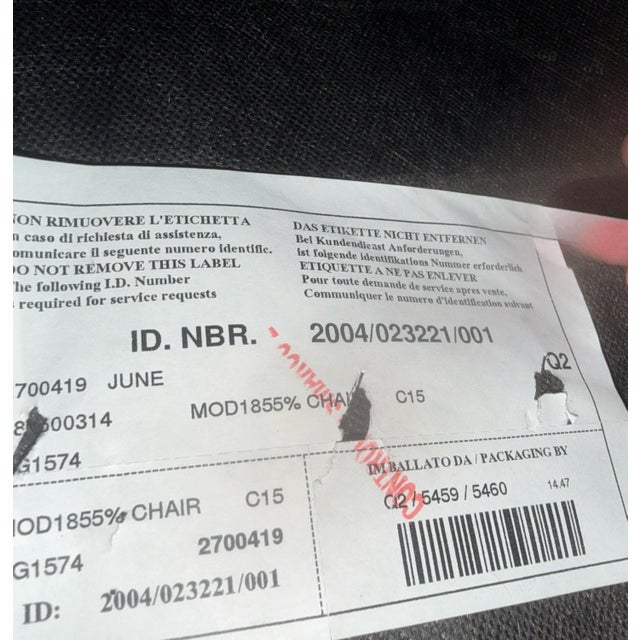 NON RIMUOVERE L'ETICHETTA
n caso di richiesta di assistenza,
omunicare il seguente numero identific.
DO NOT REMOVE THIS LABEL
he following I.D. Number
required for service requests
DAS ETIKETTE NICHT ENTFERNEN
Bei Kundendienst Anforderungen,
ist folgende Identifikations Nummer erforderlich
ETIQUETTE A NE PAS ENLEVER
Pour toute demande de service apres vente,
Communiquer le numero d'identification suivant
ID. NBR. 2004/023221/001
700419 JUNE
Q2
300314
MOD1855% CHAI C15
G1574
IMBALLATO DA / PACKAGING BY
Q2 / 5459 / 5460 14.47
OD1855% CHAIR C15
G1574 2700419
ID: 2004/023221/001